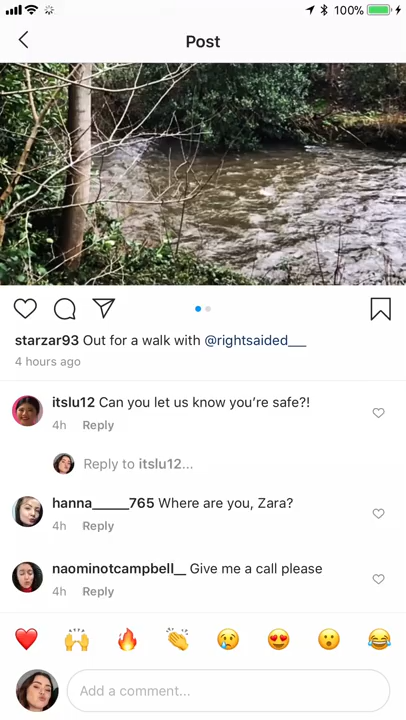 100%
Post
starzar93 Out for a walk with @rightsaided___
4 hours ago
itslu12 Can you let us know you’re safe?!
4h Reply
Reply to itslu12...
hanna_____765 Where are you, Zara?
4h Reply
naominotcampbell__ Give me a call please
4h Reply
Add a comment...